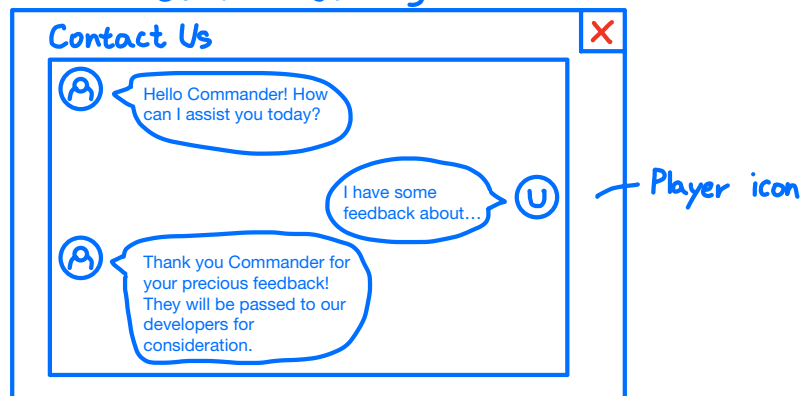 Contact Us
Hello Commander! How
can I assist you today?
I have some
feedback about...
U
Player icon
Thank you Commander for
your precious feedback!
They will be passed to our
developers for
consideration.